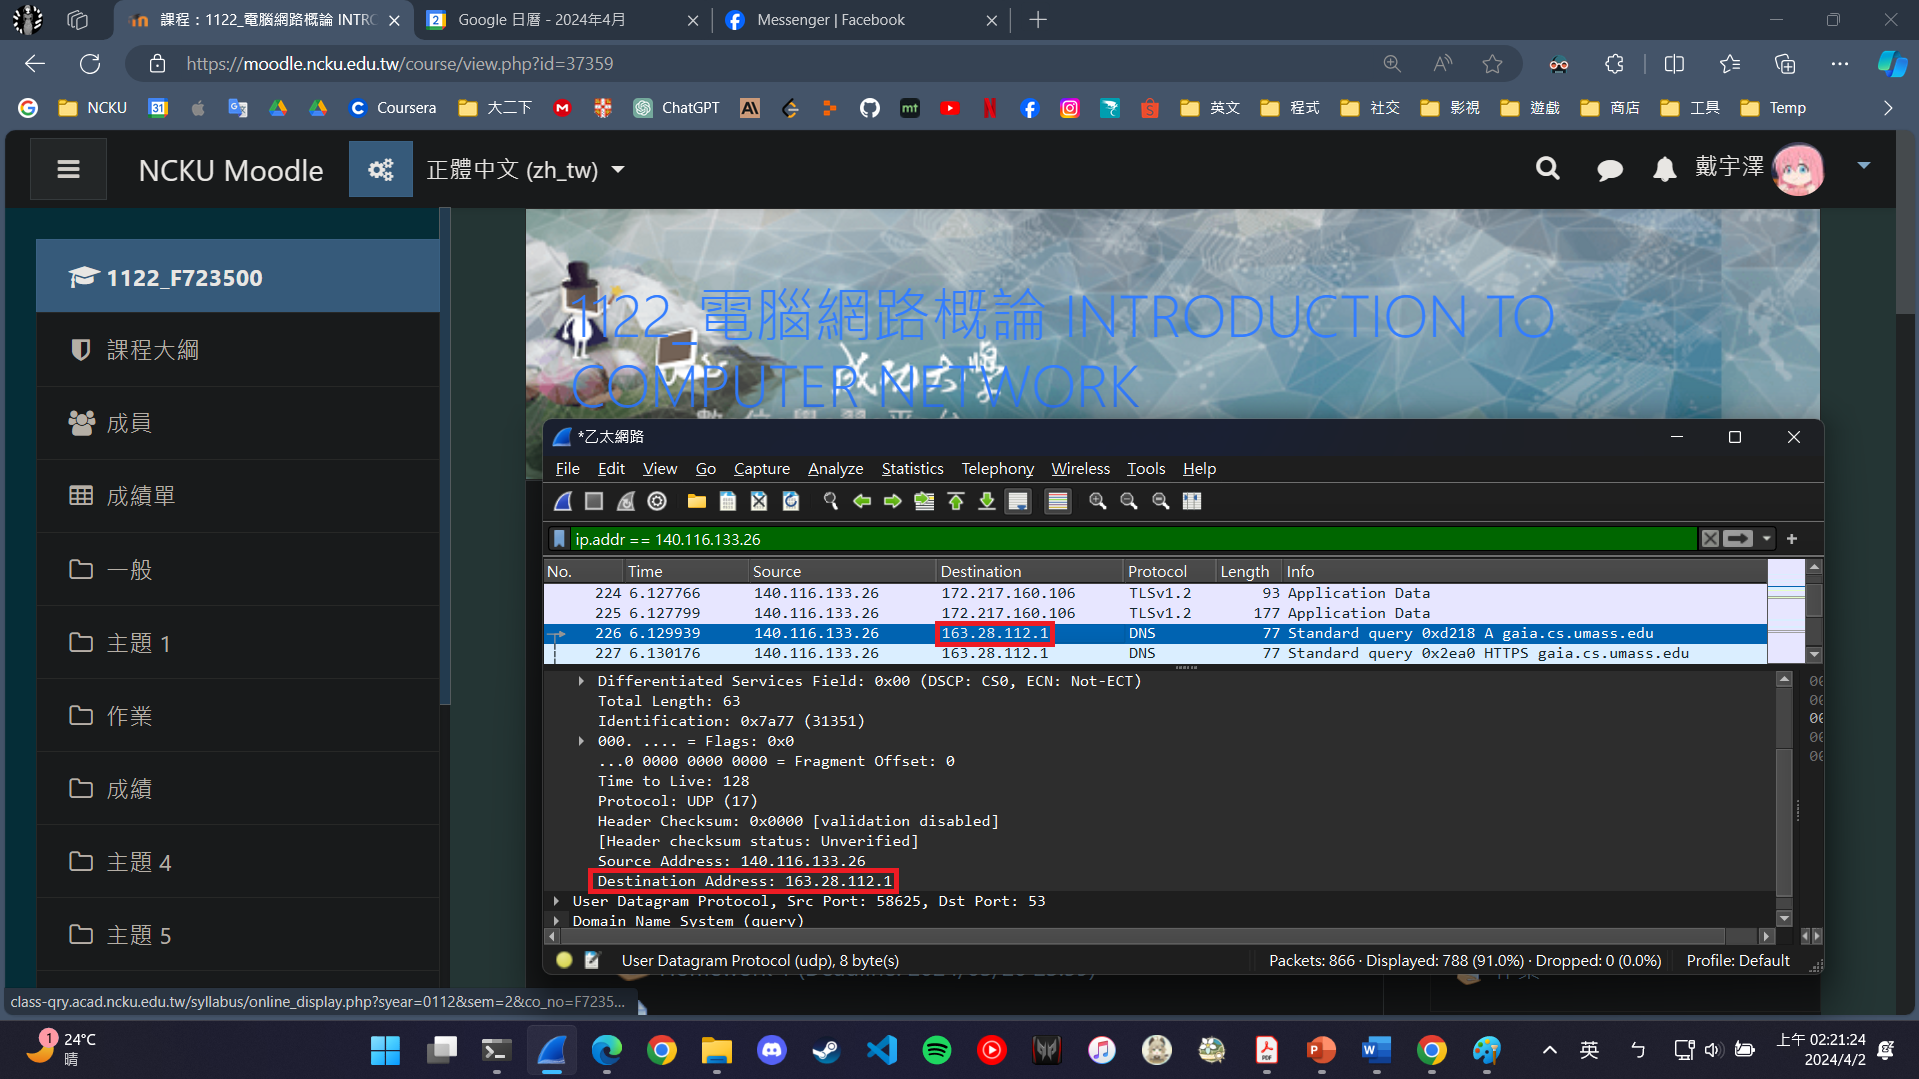 課程：1122_電腦網路概論 INTRO
Google 日曆 - 2024年4月
Messenger | Facebook
https://moodle.ncku.edu.tw/course/view.php?id=37359
NCKU
31
Coursera
大二下
ChatGPT
英文
程式
社交
影視
遊戲
商店
工具
Temp
NCKU Moodle
正體中文 (zh_tw)
戴宇澤
1122_F723500
課程大綱
成員
成績單
一般
主題 1
作業
成績
主題 4
主題 5
1122_電腦網路概論 INTRODUCTION TO
COMPUTER NETWORK
*乙太網路
File Edit View Go Capture Analyze Statistics Telephony Wireless Tools Help
ip.addr == 140.116.133.26
No. Time Source Destination Protocol Length Info
224 6.127766 140.116.133.26 172.217.160.106 TLSv1.2 93 Application Data
225 6.127799 140.116.133.26 172.217.160.106 TLSv1.2 177 Application Data
226 6.129939 140.116.133.26 163.28.112.1 DNS 77 Standard query 0xd218 A gaia.cs.umass.edu
227 6.130176 140.116.133.26 163.28.112.1 DNS 77 Standard query 0x2ea0 HTTPS gaia.cs.umass.edu
Differentiated Services Field: 0x00 (DSCP: CS0, ECN: Not-ECT)
Total Length: 63
Identification: 0x7a77 (31351)
000. .... = Flags: 0x0
...0 0000 0000 0000 = Fragment Offset: 0
Time to Live: 128
Protocol: UDP (17)
Header Checksum: 0x0000 [validation disabled]
[Header checksum status: Unverified]
Source Address: 140.116.133.26
Destination Address: 163.28.112.1
User Datagram Protocol, Src Port: 58625, Dst Port: 53
Domain Name System (query)
User Datagram Protocol (udp), 8 byte(s)
Packets: 866 · Displayed: 788 (91.0%) · Dropped: 0 (0.0%)
Profile: Default
class-qry.acad.ncku.edu.tw/syllabus/online_display.php?syear=0112&sem=2&co_no=F7235...
1
24°C
晴
英
上午 02:21:24
2024/4/2